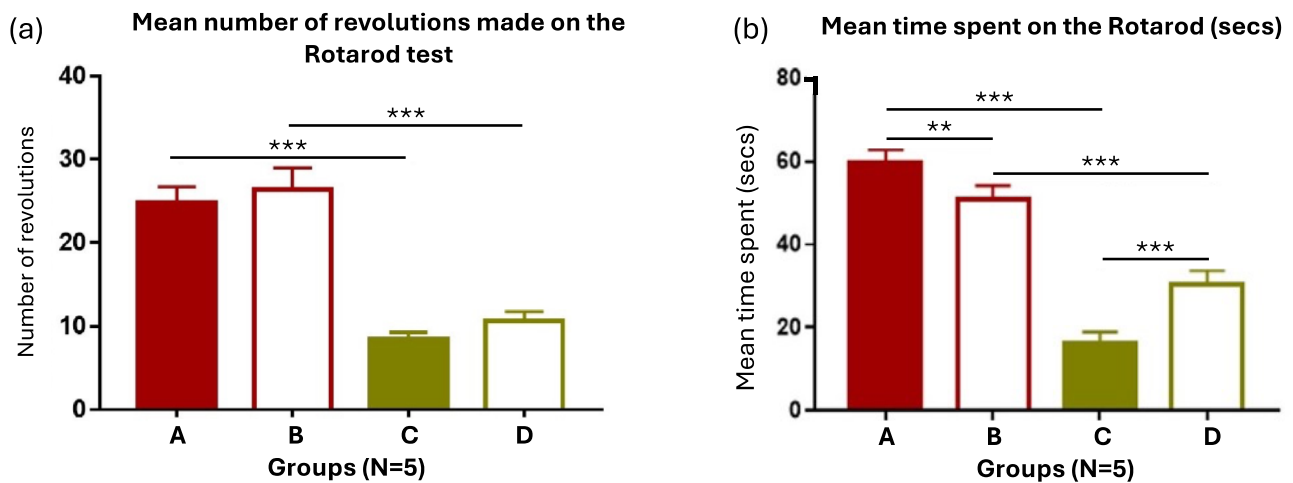 (a)
Mean number of revolutions made on the
Rotarod test
Number of revolutions
40
30
20
10
0
***
***
A B C D
Groups (N=5)
(b)
Mean time spent on the Rotarod (secs)
Mean time spent (secs)
80
60
40
20
0
***
**
***
***
A B C D
Groups (N=5)